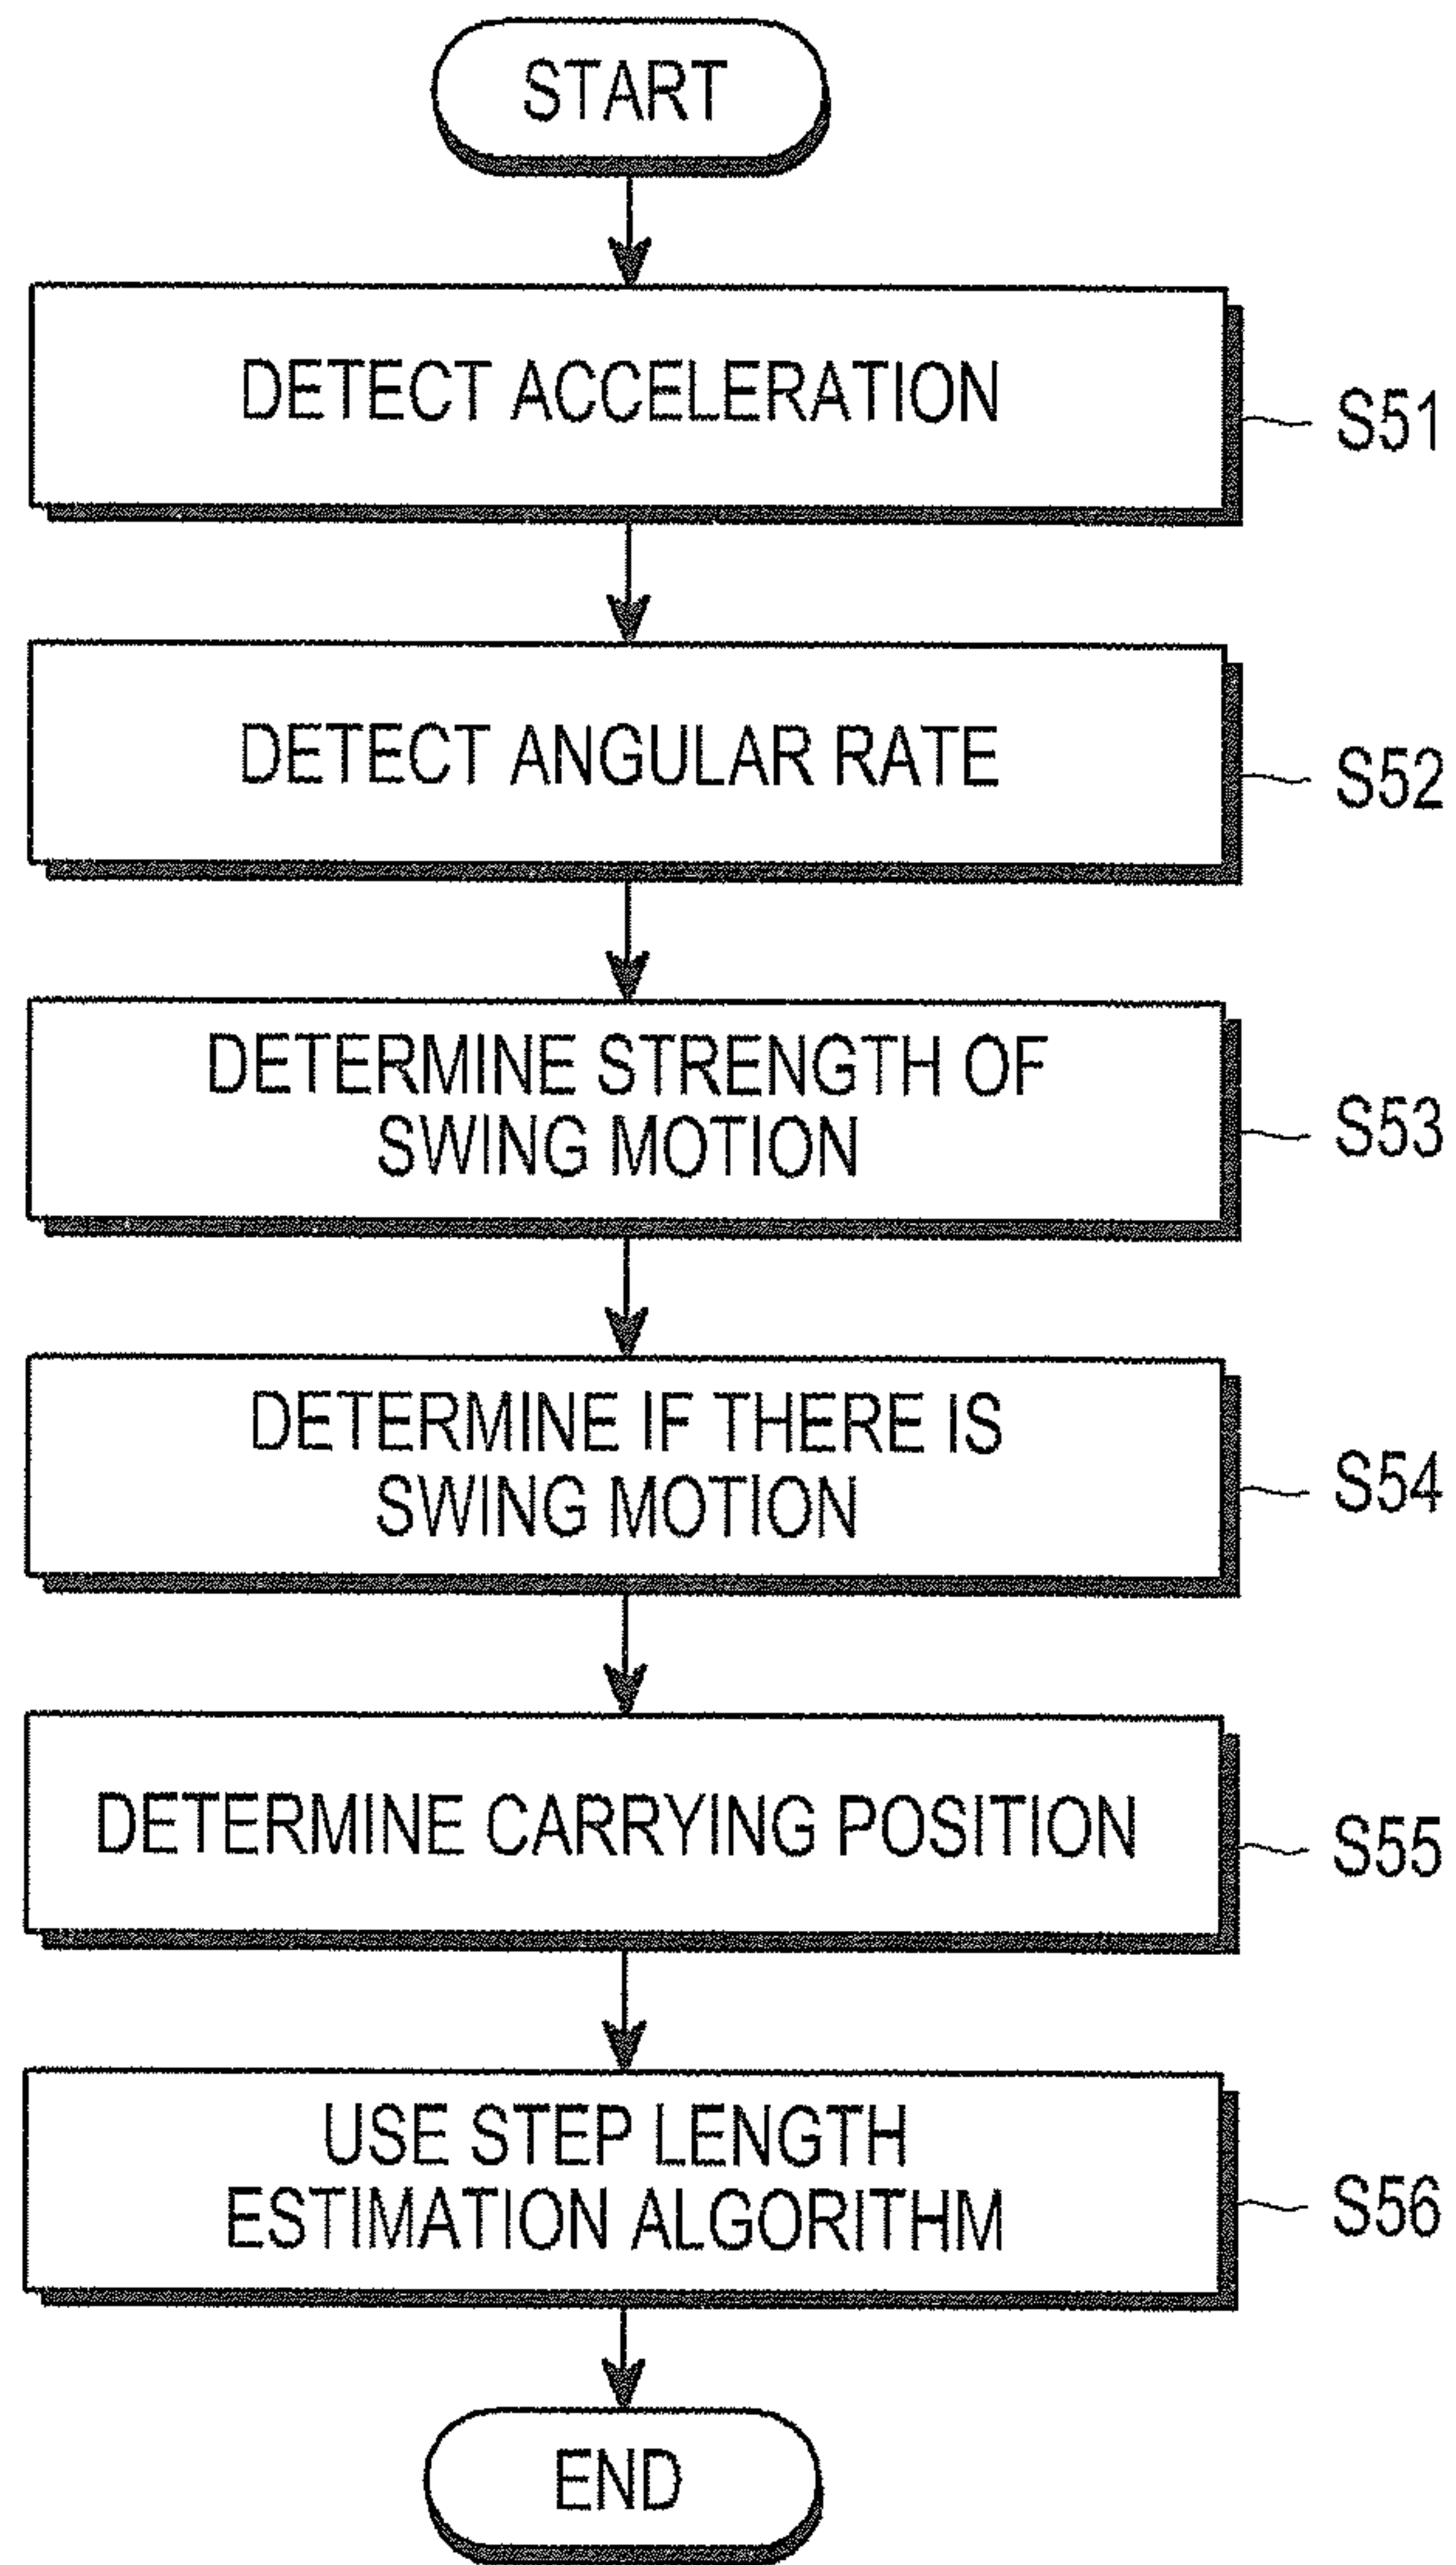 START
DETECT ACCELERATION
S51
DETECT ANGULAR RATE
S52
DETERMINE STRENGTH OF
SWING MOTION
S53
DETERMINE IF THERE IS
SWING MOTION
S54
DETERMINE CARRYING POSITION
S55
USE STEP LENGTH
ESTIMATION ALGORITHM
S56
END